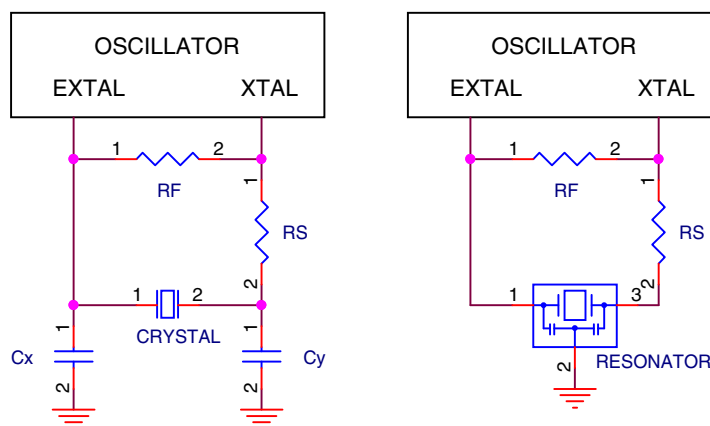 OSCILLATOR
EXTAL XTAL
1 2
RF
1
RS
2
1 2
CRYSTAL
1
Cx
2
1
Cy
2
OSCILLATOR
EXTAL XTAL
1 2
RF
1
RS
2
1 3
RESONATOR
2